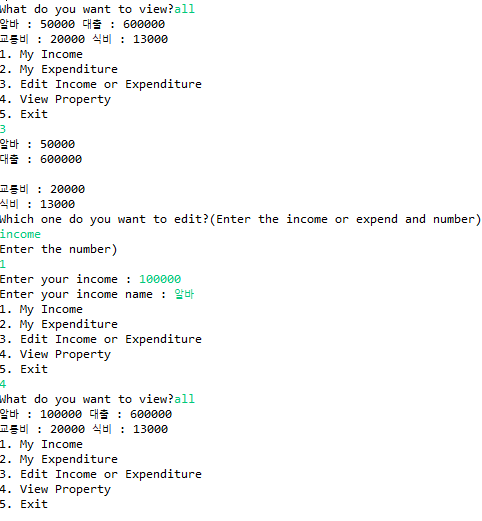 What do you want to view?all
알바 : 50000 대출 : 600000
교통비 : 20000 식비 : 13000
1. My Income
2. My Expenditure
3. Edit Income or Expenditure
4. View Property
5. Exit
3
알바 : 50000
대출 : 600000
교통비 : 20000
식비 : 13000
Which one do you want to edit?(Enter the income or expend and number)
income
Enter the number)
1
Enter your income : 100000
Enter your income name : 알바
1. My Income
2. My Expenditure
3. Edit Income or Expenditure
4. View Property
5. Exit
4
What do you want to view?all
알바 : 100000 대출 : 600000
교통비 : 20000 식비 : 13000
1. My Income
2. My Expenditure
3. Edit Income or Expenditure
4. View Property
5. Exit